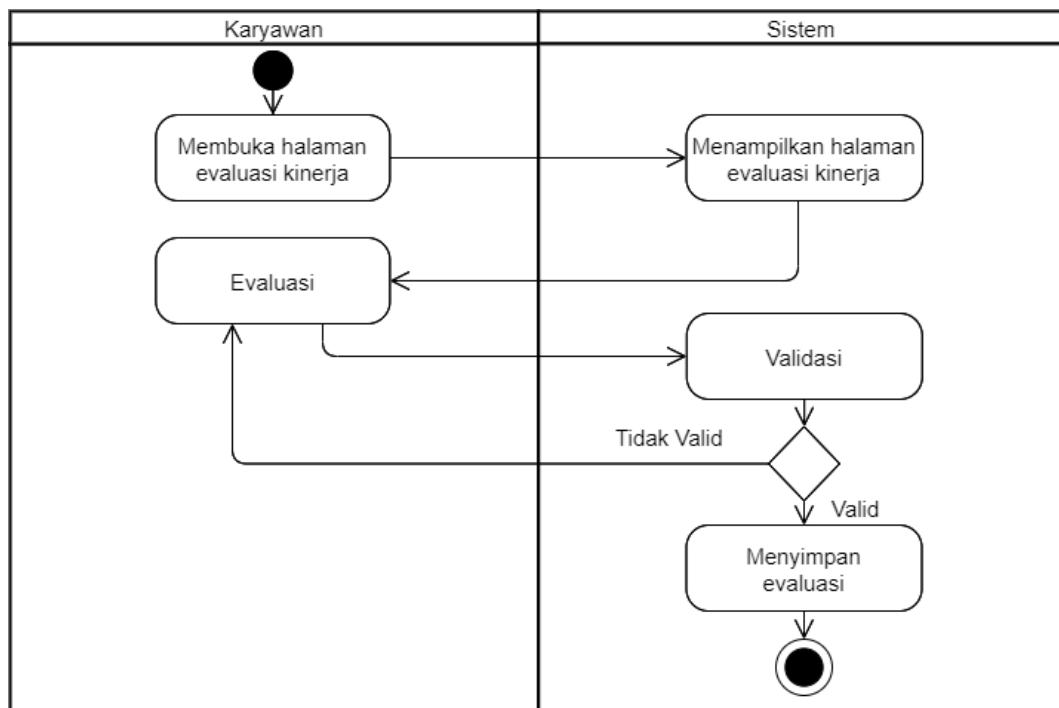 Karyawan
Sistem
Membuka halaman
evaluasi kinerja
Menampilkan halaman
evaluasi kinerja
Evaluasi
Validasi
Tidak Valid
Valid
Menyimpan
evaluasi